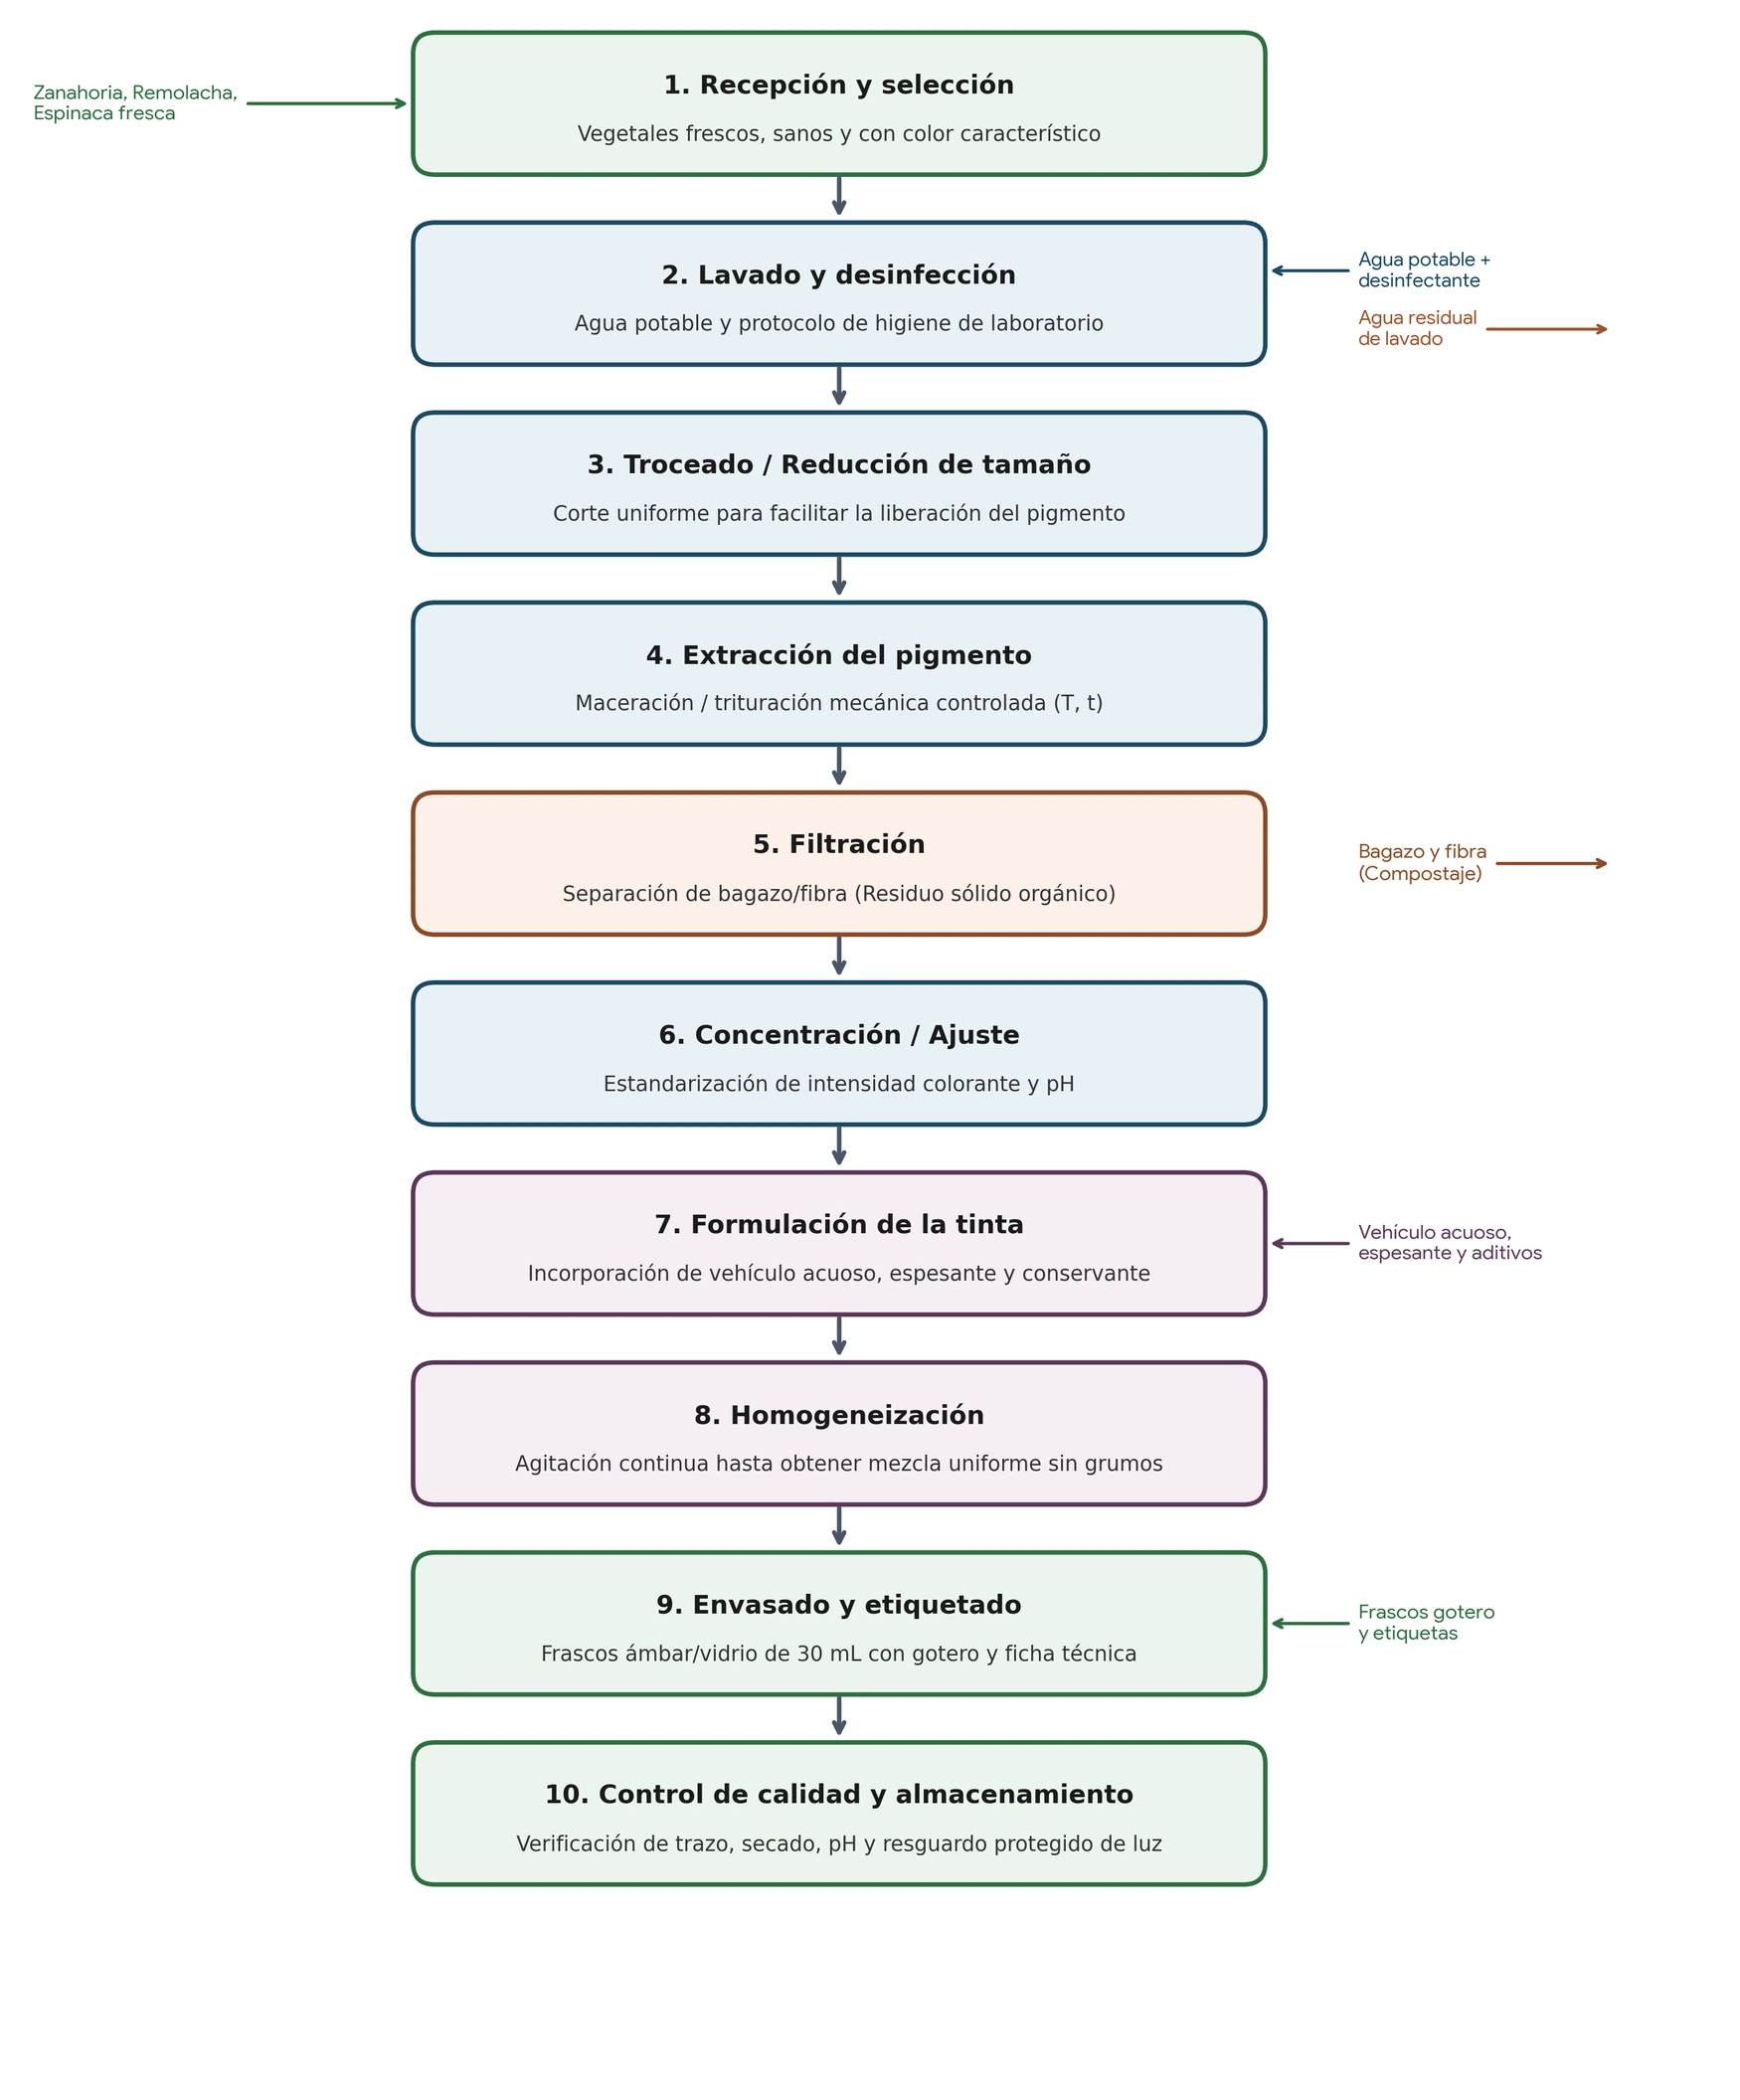 Zanahoria, Remolacha,
Espinaca fresca
1. Recepción y selección
Vegetales frescos, sanos y con color característico
2. Lavado y desinfección
Agua potable y protocolo de higiene de laboratorio
Agua potable +
desinfectante
Agua residual
de lavado
3. Troceado / Reducción de tamaño
Corte uniforme para facilitar la liberación del pigmento
4. Extracción del pigmento
Maceración / trituración mecánica controlada (T, t)
5. Filtración
Separación de bagazo/fibra (Residuo sólido orgánico)
Bagazo y fibra
(Compostaje)
6. Concentración / Ajuste
Estandarización de intensidad colorante y pH
7. Formulación de la tinta
Incorporación de vehículo acuoso, espesante y conservante
Vehículo acuoso,
espesante y aditivos
8. Homogeneización
Agitación continua hasta obtener mezcla uniforme sin grumos
9. Envasado y etiquetado
Frascos ámbar/vidrio de 30 mL con gotero y ficha técnica
Frascos gotero
y etiquetas
10. Control de calidad y almacenamiento
Verificación de trazo, secado, pH y resguardo protegido de luz